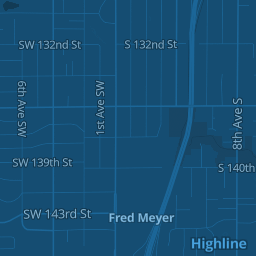 SW 132nd St
S 132nd St
6th Ave SW
1st Ave SW
8th Ave S
SW 139th St
S 140th
SW 143rd St
Fred Meyer
Highline